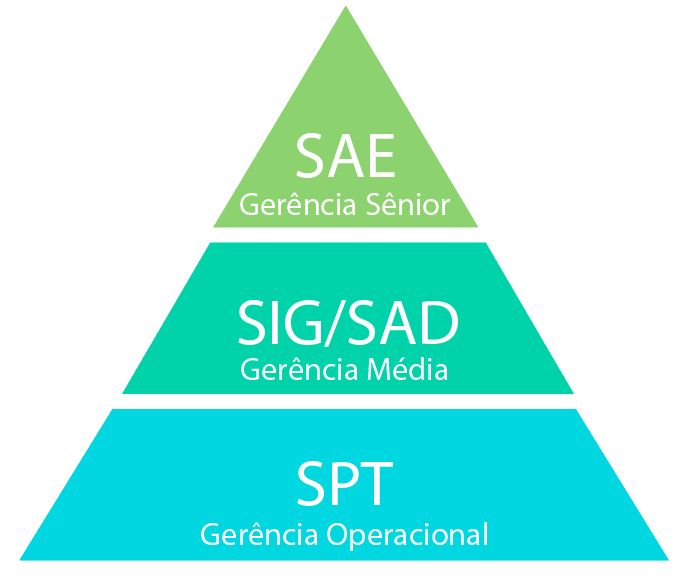 SAE
Gerência Sênior
SIG/SAD
Gerência Média
SPT
Gerência Operacional